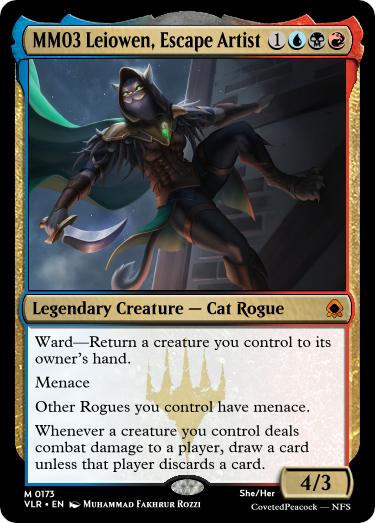 MM03 Leiowen, Escape Artist 1
Legendary Creature — Cat Rogue
Ward—Return a creature you control to its
owner's hand.
Menace
Other Rogues you control have menace.
Whenever a creature you control deals
combat damage to a player, draw a card
unless that player discards a card.
4/3
M 0173
She/Her
VLR • EN Muhammad Fakhrur Rozzi
CovetedPeacock — NFS